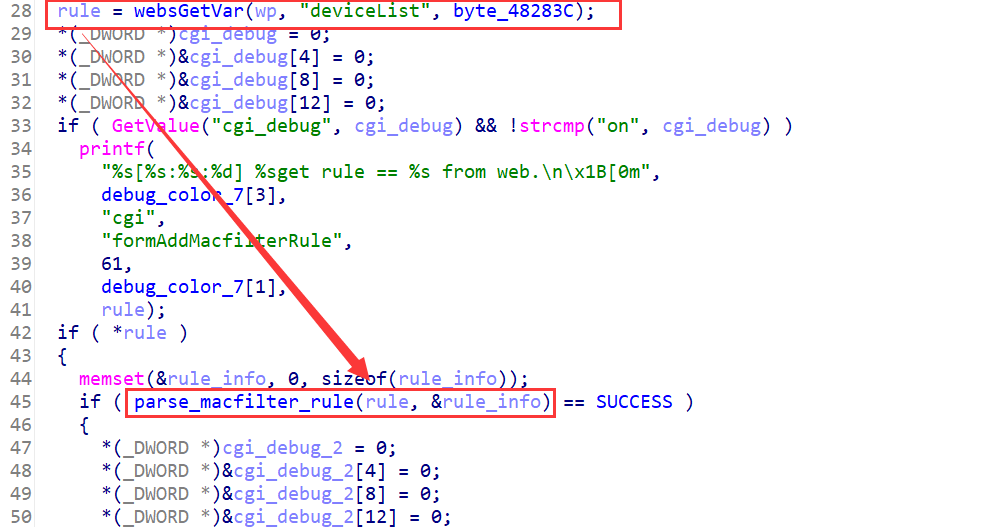 28 rule = websGetVar(wp, "deviceList", byte_48283C);
29 *(_DWORD *)cgi_debug = 0;
30 *(_DWORD *)&cgi_debug[4] = 0;
31 *(_DWORD *)&cgi_debug[8] = 0;
32 *(_DWORD *)&cgi_debug[12] = 0;
33 if ( GetValue("cgi_debug", cgi_debug) && !strcmp("on", cgi_debug) )
34 printf(
35 "%s[%s:%s:%d] %sget rule == %s from web.\n\x1B[0m",
36 debug_color_7[3],
37 "cgi",
38 "formAddMacfilterRule",
39 61,
40 debug_color_7[1],
41 rule);
42 if ( *rule )
43 {
44 memset(&rule_info, 0, sizeof(rule_info));
45 if ( parse_macfilter_rule(rule, &rule_info) == SUCCESS )
46 {
47 *(_DWORD *)cgi_debug_2 = 0;
48 *(_DWORD *)&cgi_debug_2[4] = 0;
49 *(_DWORD *)&cgi_debug_2[8] = 0;
50 *(_DWORD *)&cgi_debug_2[12] = 0;